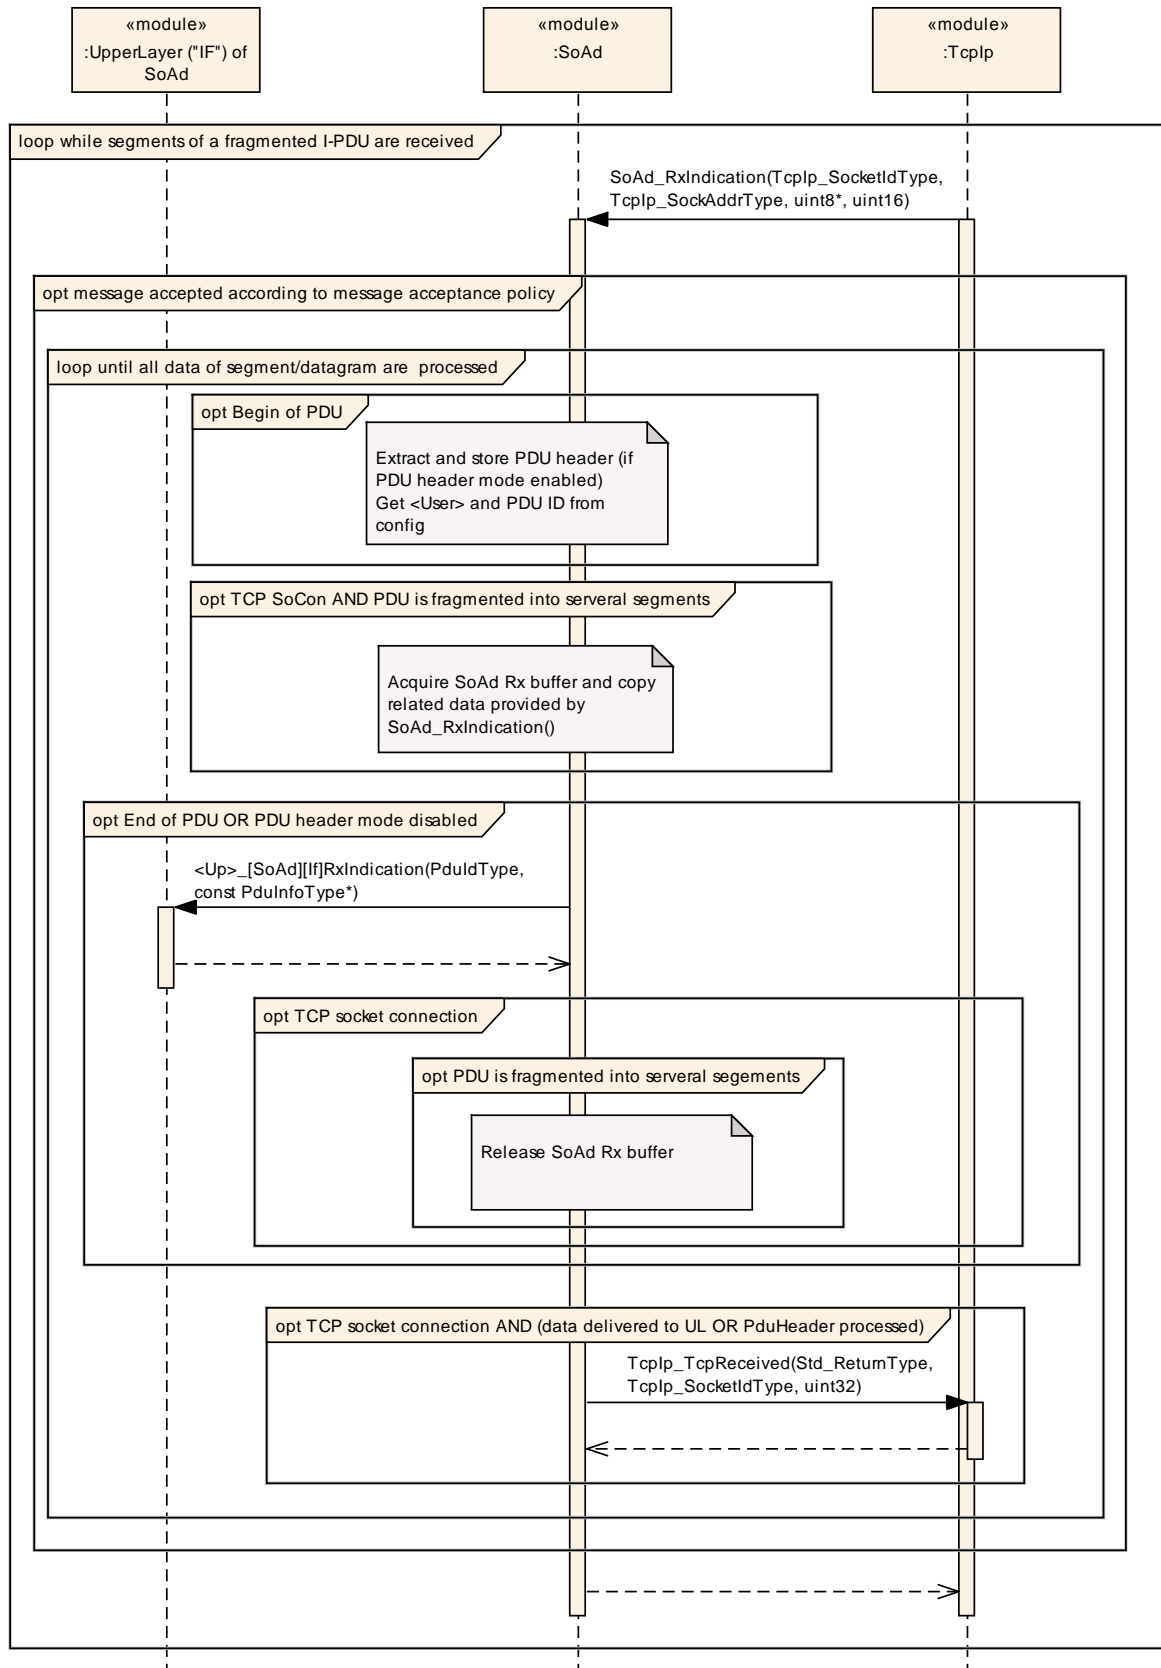 «module»
:UpperLayer ("IF") of
SoAd
«module»
:SoAd
«module»
:TcpIp
loop while segments of a fragmented I-PDU are received
SoAd_RxIndication(TcpIp_SocketIdType,
TcpIp_SockAddrType, uint8*, uint16)
opt message accepted according to message acceptance policy
loop until all data of segment/datagram are processed
opt Begin of PDU
Extract and store PDU header (if
PDU header mode enabled)
Get <User> and PDU ID from
config
opt TCP SoCon AND PDU is fragmented into serveral segments
Acquire SoAd Rx buffer and copy
related data provided by
SoAd_RxIndication()
opt End of PDU OR PDU header mode disabled
<Up>_[SoAd][If]RxIndication(PduIdType,
const PduInfoType*)
opt TCP socket connection
opt PDU is fragmented into serveral segements
Release SoAd Rx buffer
opt TCP socket connection AND (data delivered to UL OR PduHeader processed)
TcpIp_TcpReceived(Std_ReturnType,
TcpIp_SocketIdType, uint32)